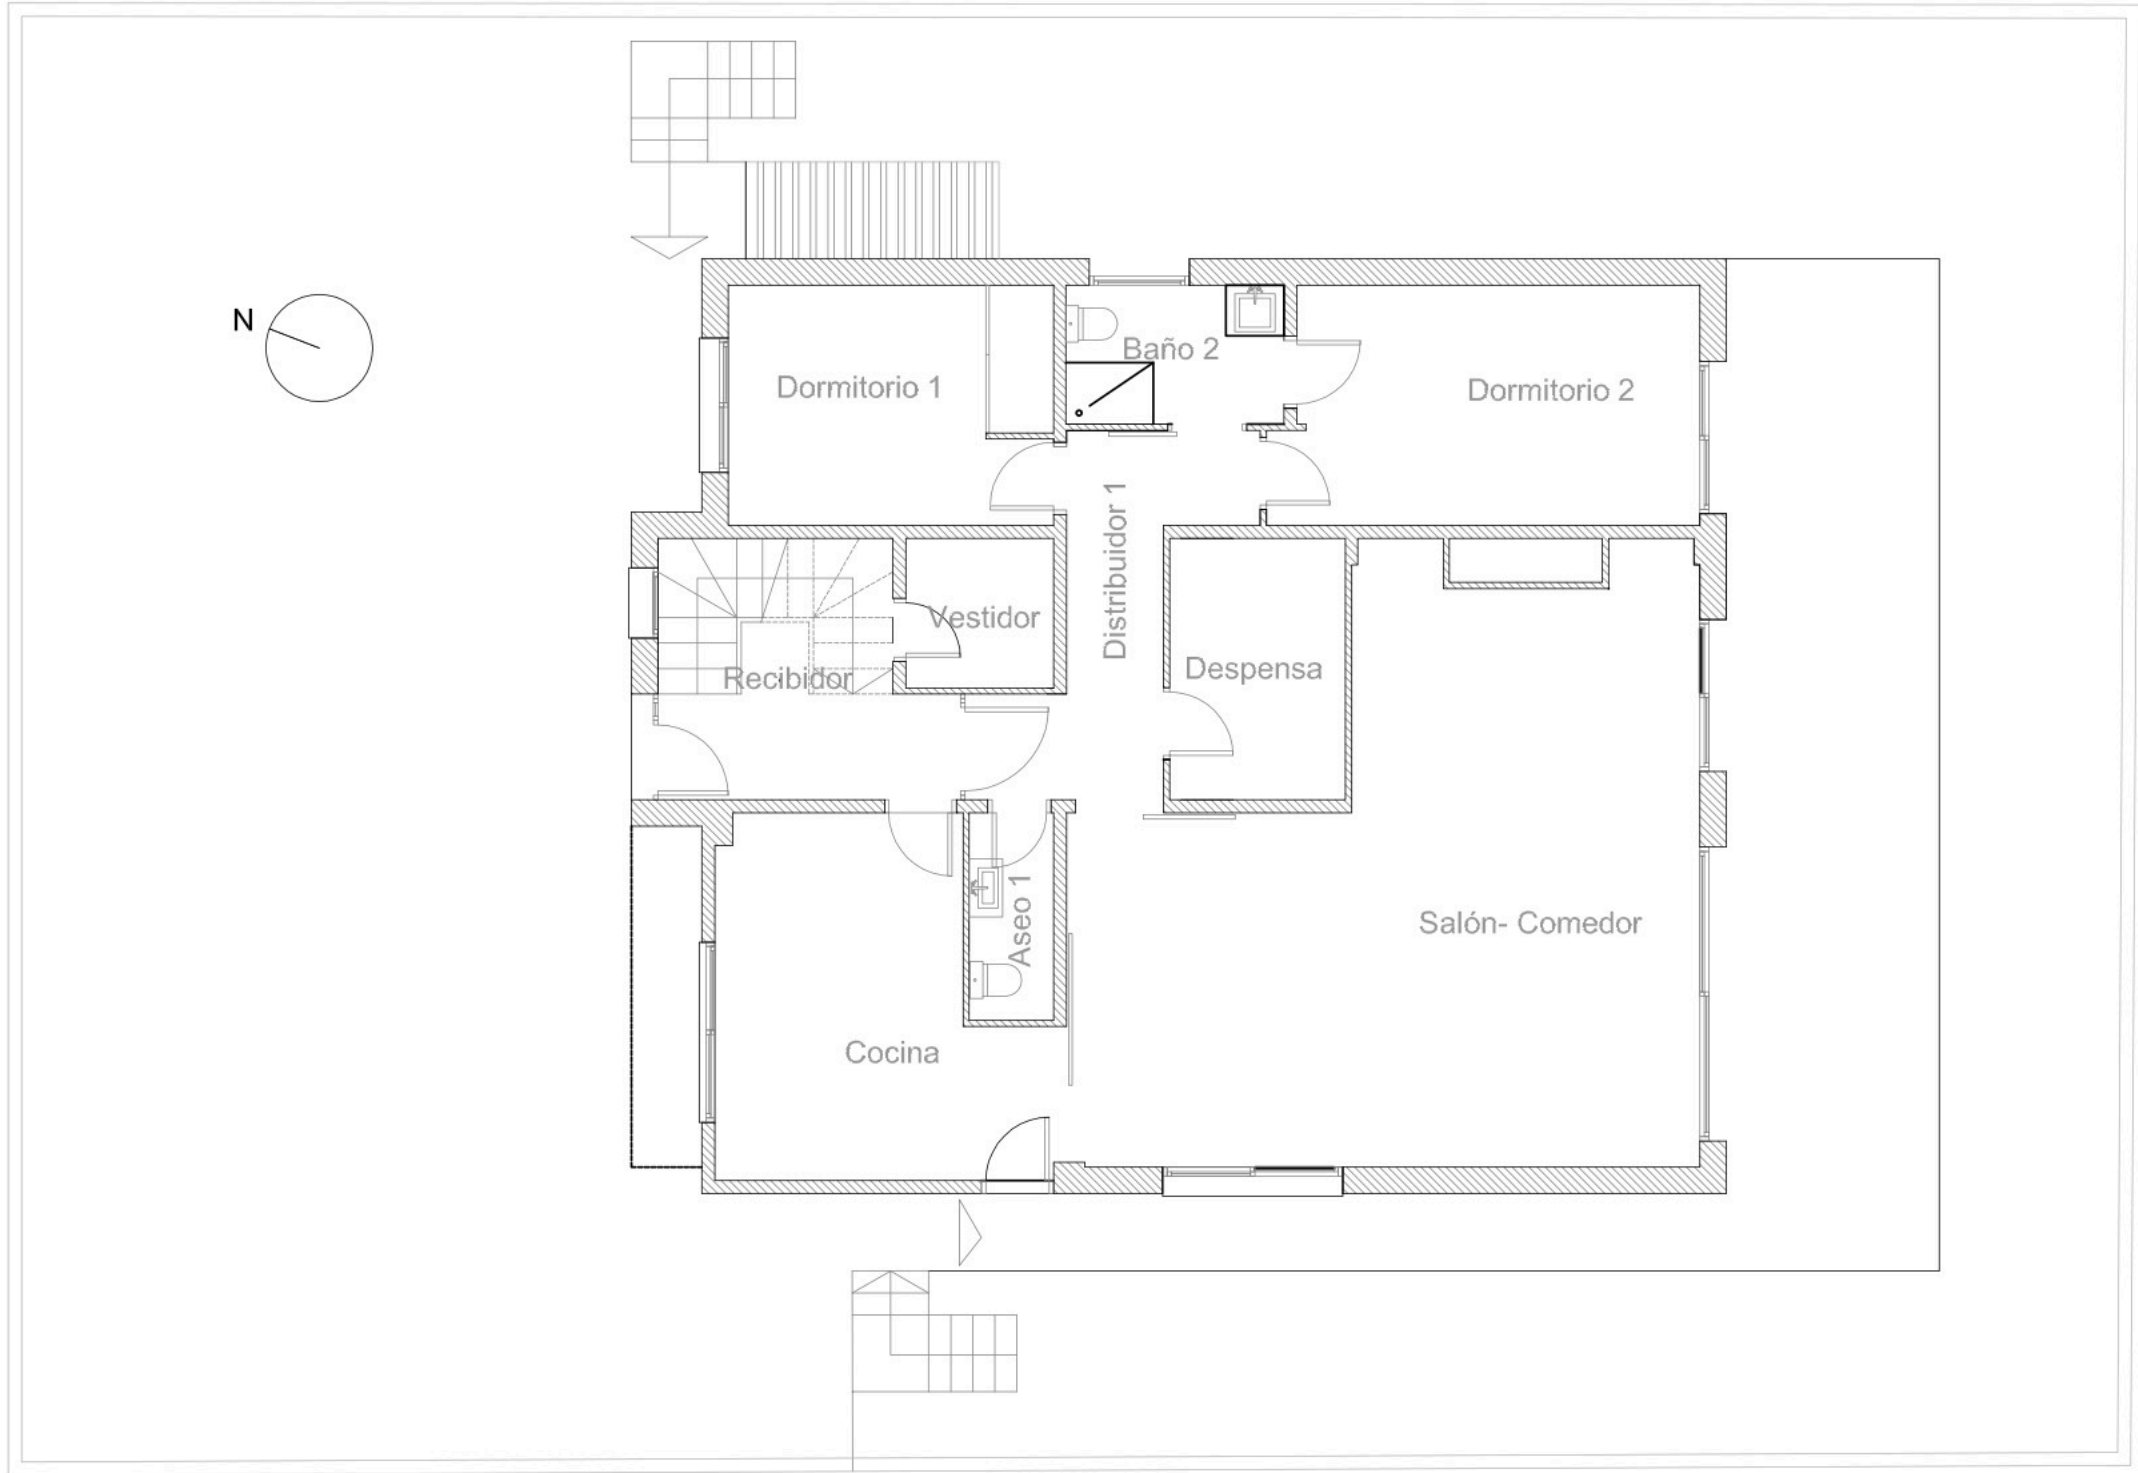 N
Baño 2
Dormitorio 1
Dormitorio 2
Distribuidor 1
Vestidor
Despensa
Recibidor
Aseo 1
Salón- Comedor
Cocina